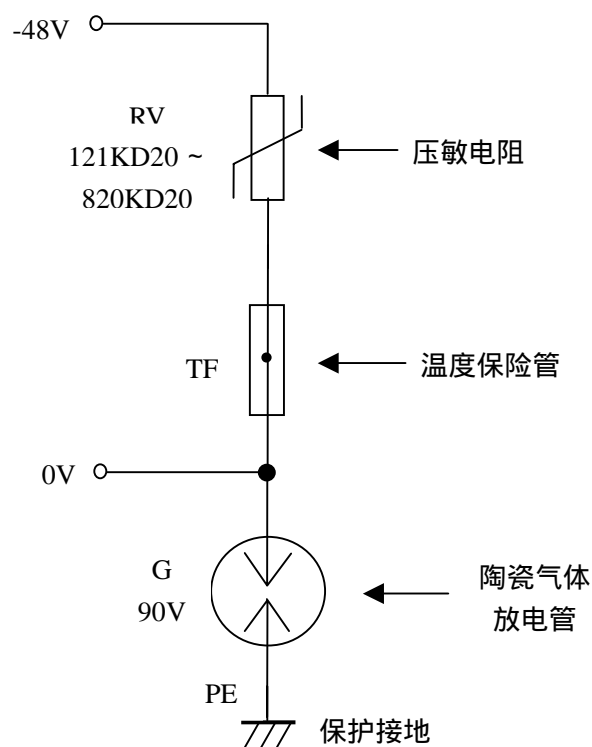 -48V
RV
121KD20 ~
820KD20
压敏电阻
TF
温度保险管
0V
G
90V
陶瓷气体
放电管
PE
保护接地